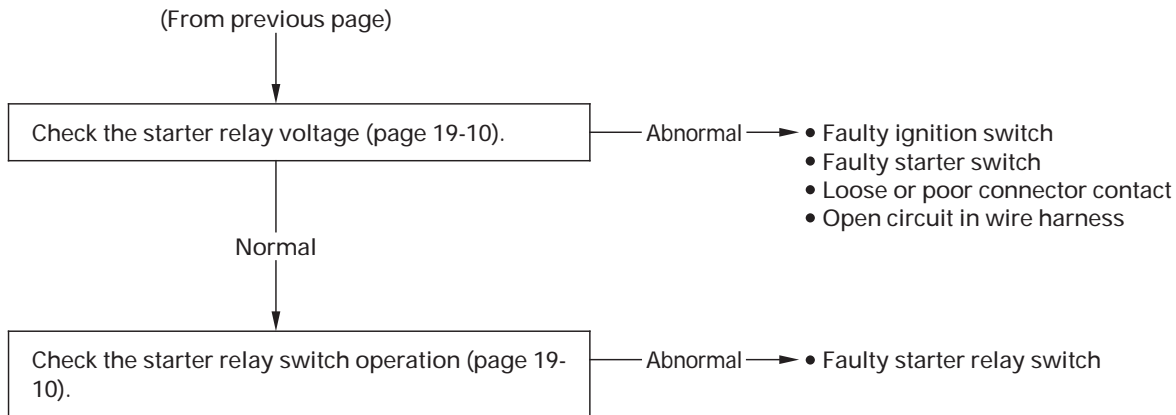 (From previous page)
Check the starter relay voltage (page 19-10).
Abnormal
• Faulty ignition switch
• Faulty starter switch
• Loose or poor connector contact
• Open circuit in wire harness
Normal
Check the starter relay switch operation (page 19-
10).
Abnormal
• Faulty starter relay switch